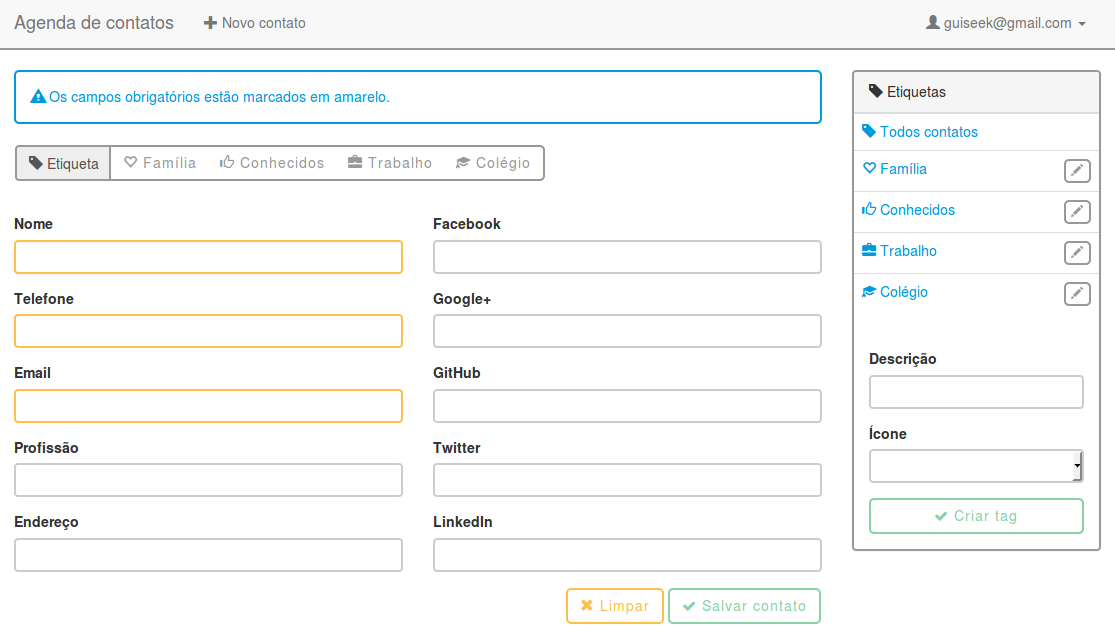 Agenda de contatos
Novo contato
guiseek@gmail.com
Os campos obrigatórios estão marcados em amarelo.
Etiqueta
Família
Conhecidos
Trabalho
Colégio
Nome
Facebook
Telefone
Google+
Email
GitHub
Profissão
Twitter
Endereço
LinkedIn
Limpar
Salvar contato
Etiquetas
Todos contatos
Família
Conhecidos
Trabalho
Colégio
Descrição
Ícone
Criar tag